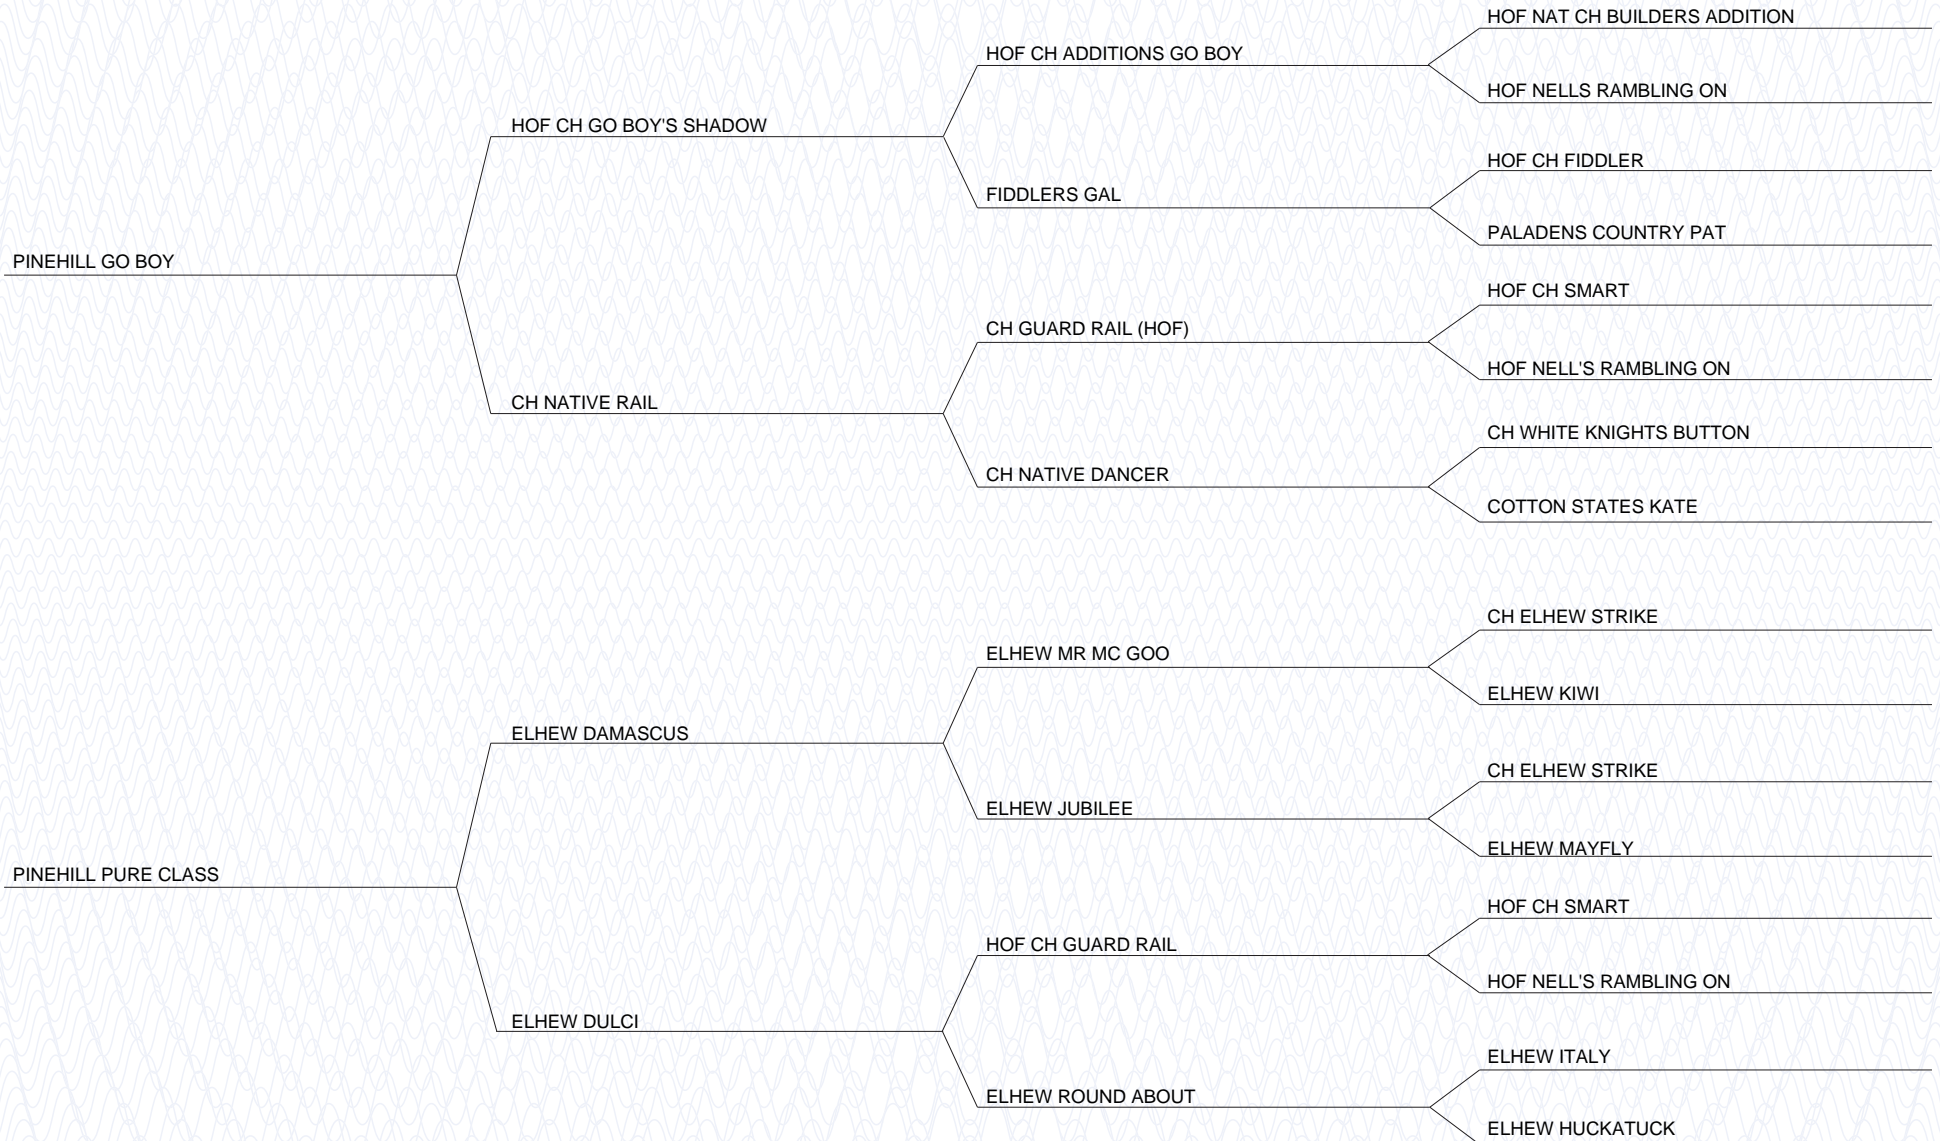 HOF NAT CH BUILDERS ADDITION
HOF CH ADDITIONS GO BOY
HOF NELLS RAMBLING ON
HOF CH GO BOY'S SHADOW
HOF CH FIDDLER
FIDDLERS GAL
PALADENS COUNTRY PAT
PINEHILL GO BOY
HOF CH SMART
CH GUARD RAIL (HOF)
HOF NELL'S RAMBLING ON
CH NATIVE RAIL
CH WHITE KNIGHTS BUTTON
CH NATIVE DANCER
COTTON STATES KATE
CH ELHEW STRIKE
ELHEW MR MC GOO
ELHEW KIWI
ELHEW DAMASCUS
CH ELHEW STRIKE
ELHEW JUBILEE
ELHEW MAYFLY
PINEHILL PURE CLASS
HOF CH SMART
HOF CH GUARD RAIL
HOF NELL'S RAMBLING ON
ELHEW DULCI
ELHEW ITALY
ELHEW ROUND ABOUT
ELHEW HUCKATUCK